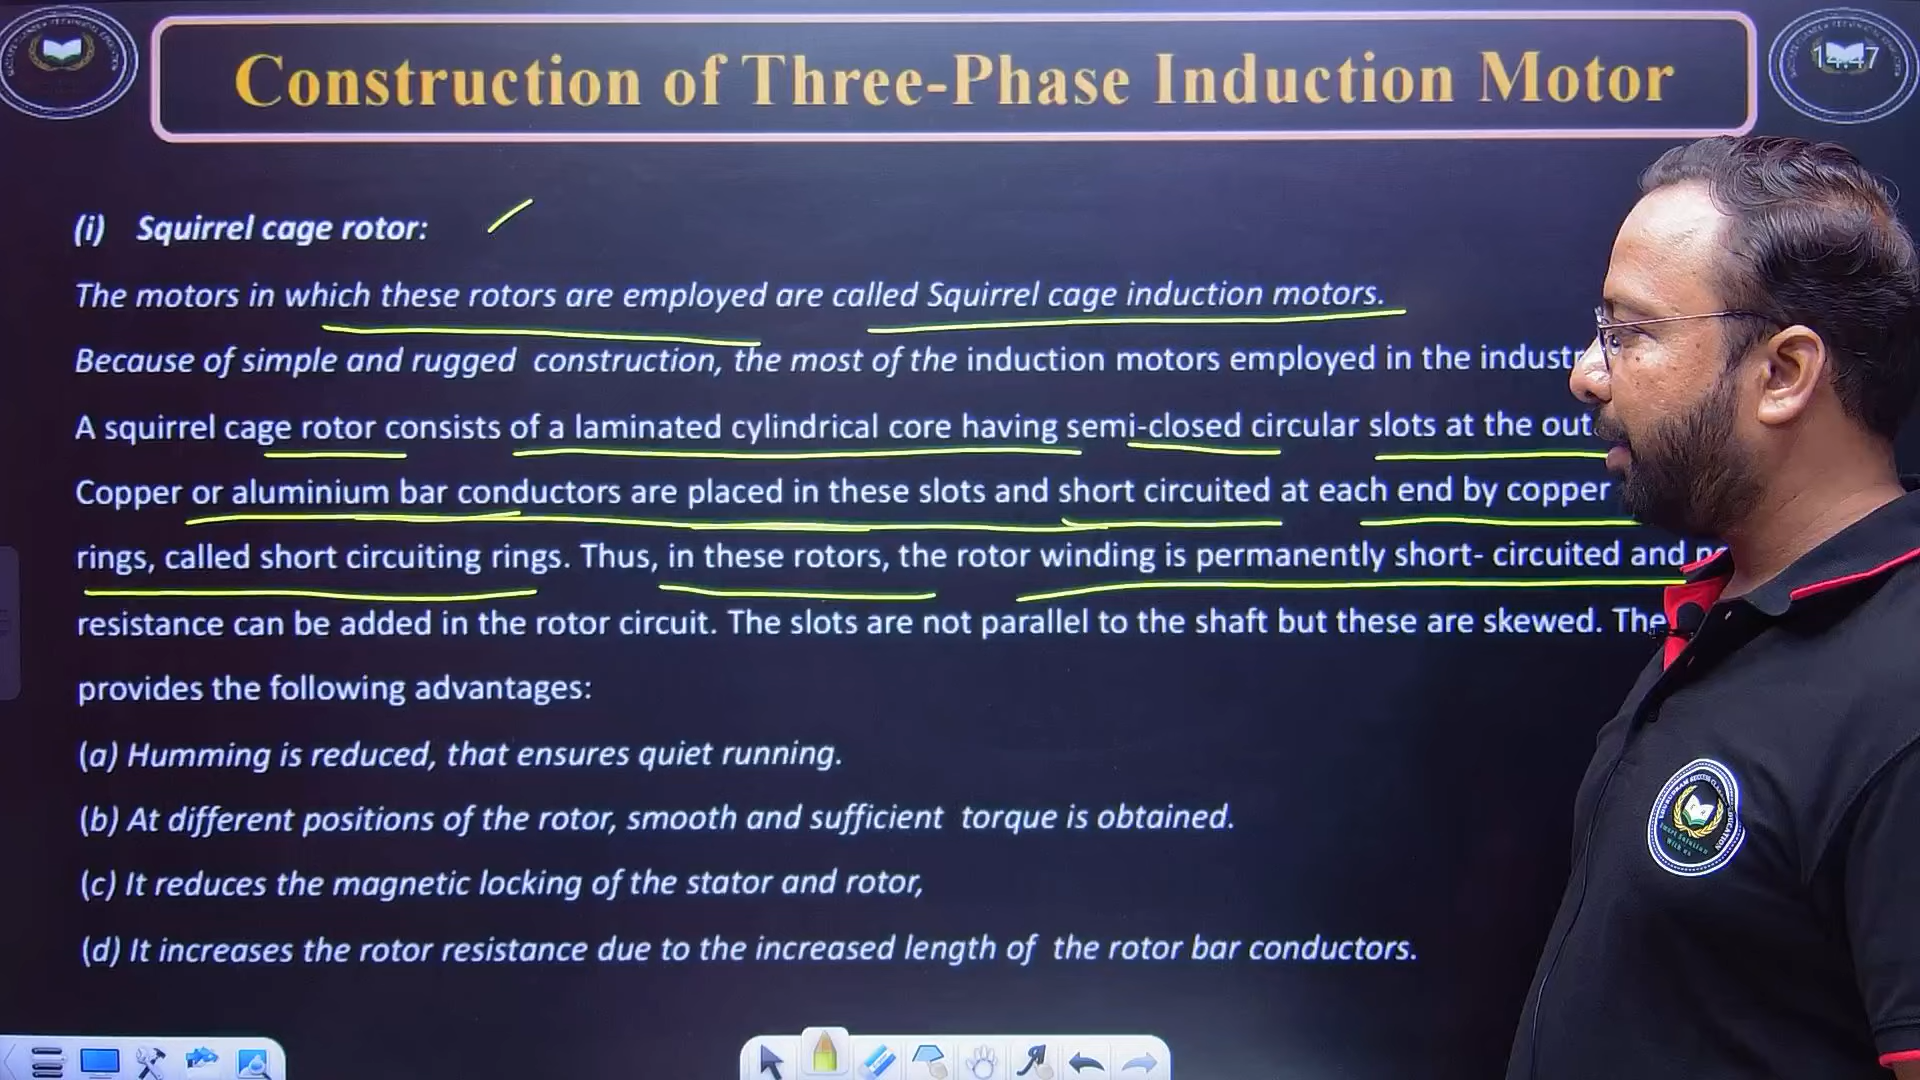 Construction of Three-Phase Induction Motor
14:47
(i) Squirrel cage rotor:
The motors in which these rotors are employed are called Squirrel cage induction motors.
Because of simple and rugged construction, the most of the induction motors employed in the
A squirrel cage rotor consists of a laminated cylindrical core having semi-closed circular slots at the
Copper or aluminium bar conductors are placed in these slots and short circuited at each end by copper
rings, called short circuiting rings. Thus, in these rotors, the rotor winding is permanently short- circuited and
resistance can be added in the rotor circuit. The slots are not parallel to the shaft but these are skewed. The
provides the following advantages:
(a) Humming is reduced, that ensures quiet running.
(b) At different positions of the rotor, smooth and sufficient torque is obtained.
(c) It reduces the magnetic locking of the stator and rotor,
(d) It increases the rotor resistance due to the increased length of the rotor bar conductors.